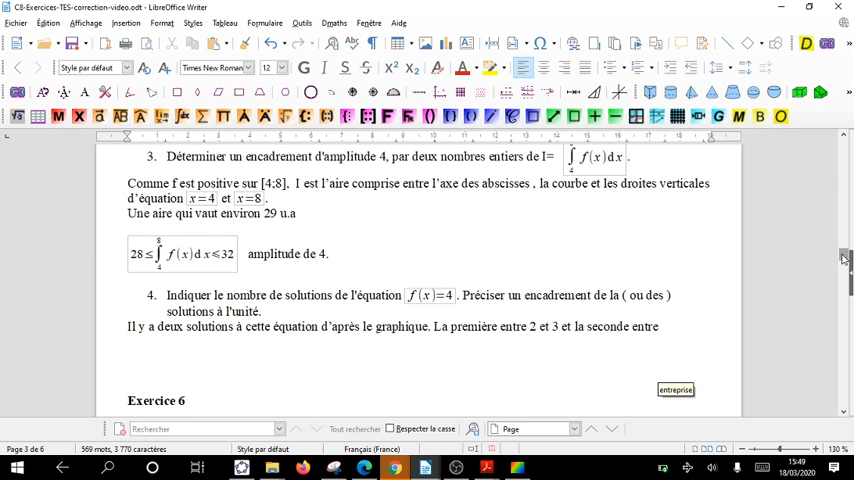 C8-Exercices-TES-correction-video.odt - LibreOffice Writer
Fichier Édition Affichage Insertion Format Styles Tableau Formulaire Outils Dmaths Fenêtre Aide
Style par défaut Times New Roman 12
3. Déterminer un encadrement d'amplitude 4, par deux nombres entiers de I= ∫ 4 f(x)dx.
Comme f est positive sur [4;8], I est l'aire comprise entre l'axe des abscisses , la courbe et les droites verticales
d'équation x=4 et x=8.
Une aire qui vaut environ 29 u.a
28≤∫ 4 8 f(x)d x≤32 amplitude de 4.
4. Indiquer le nombre de solutions de l'équation f(x)=4. Préciser un encadrement de la ( ou des )
solutions à l'unité.
Il y a deux solutions à cette équation d'après le graphique. La première entre 2 et 3 et la seconde entre
entreprise
Exercice 6
Rechercher Tout rechercher Respecter la casse Page
Page 3 de 6 569 mots, 3 770 caractères Style par défaut Français (France) 130 %
15:49
18/03/2020